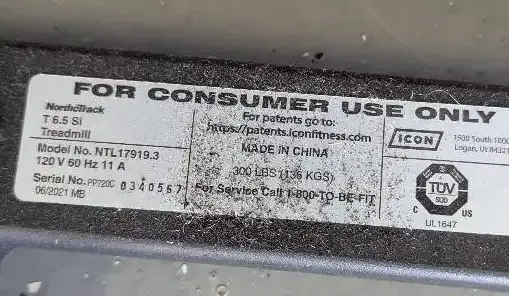 FOR CONSUMER USE ONLY
NordicTrack
T 6.5 Si
Treadmill
Model No. NTL17919.3
120 V 60 Hz 11 A
Serial No. PP720C 0340567
06/2021 MB
For patents go to:
https://patents.iconfitness.com
MADE IN CHINA
300 LBS (136 KGS)
For Service Call 1-800-TO-BE-FIT
ICON
1500 South 1000
Logan, Ut 84321
TÜV
SÜD
C US
UL1647